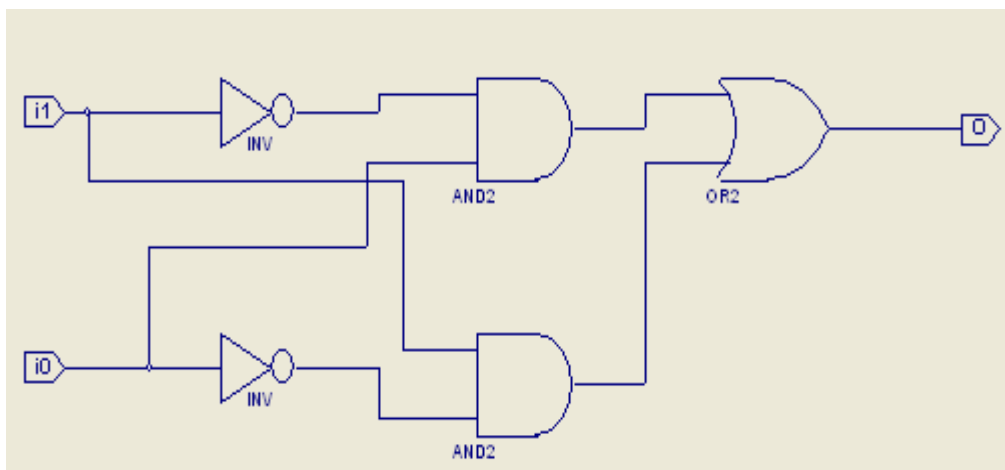 i1
INV
AND2
OR2
O
i0
INV
AND2